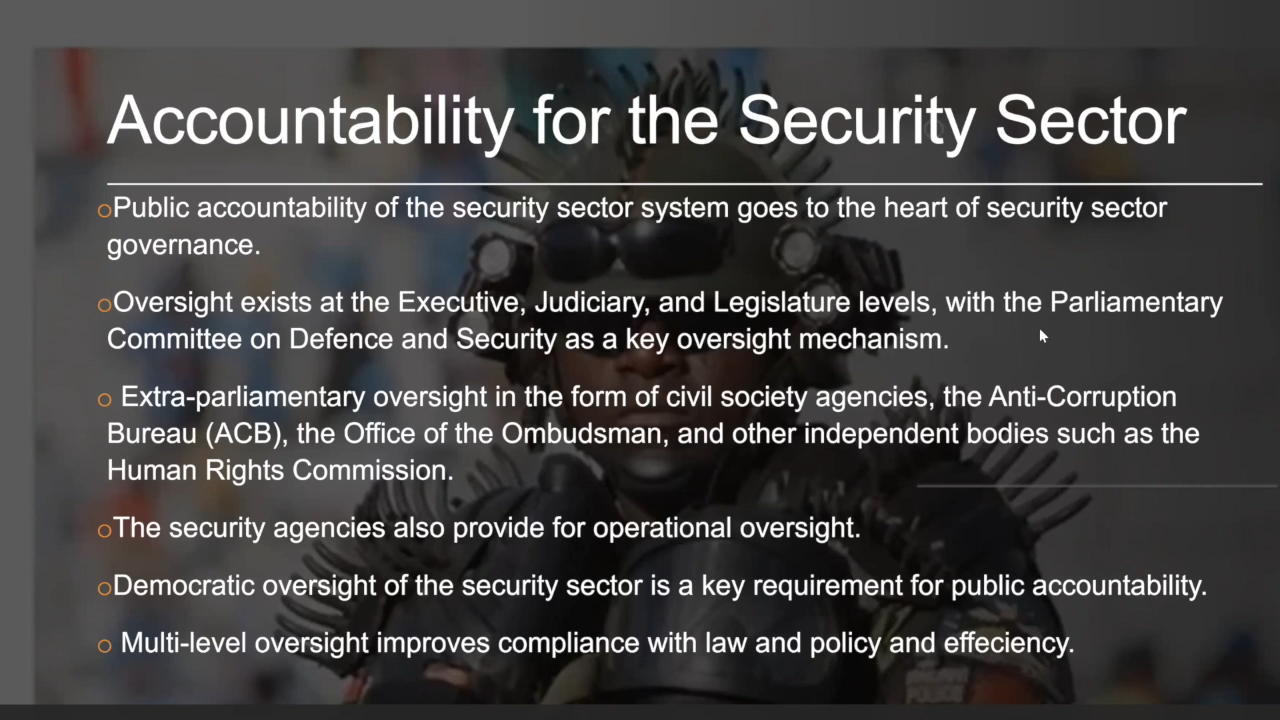 Accountability for the Security Sector
oPublic accountability of the security sector system goes to the heart of security sector
governance.
oOversight exists at the Executive, Judiciary, and Legislature levels, with the Parliamentary
Committee on Defence and Security as a key oversight mechanism.
o Extra-parliamentary oversight in the form of civil society agencies, the Anti-Corruption
Bureau (ACB), the Office of the Ombudsman, and other independent bodies such as the
Human Rights Commission.
oThe security agencies also provide for operational oversight.
oDemocratic oversight of the security sector is a key requirement for public accountability.
o Multi-level oversight improves compliance with law and policy and effeciency.